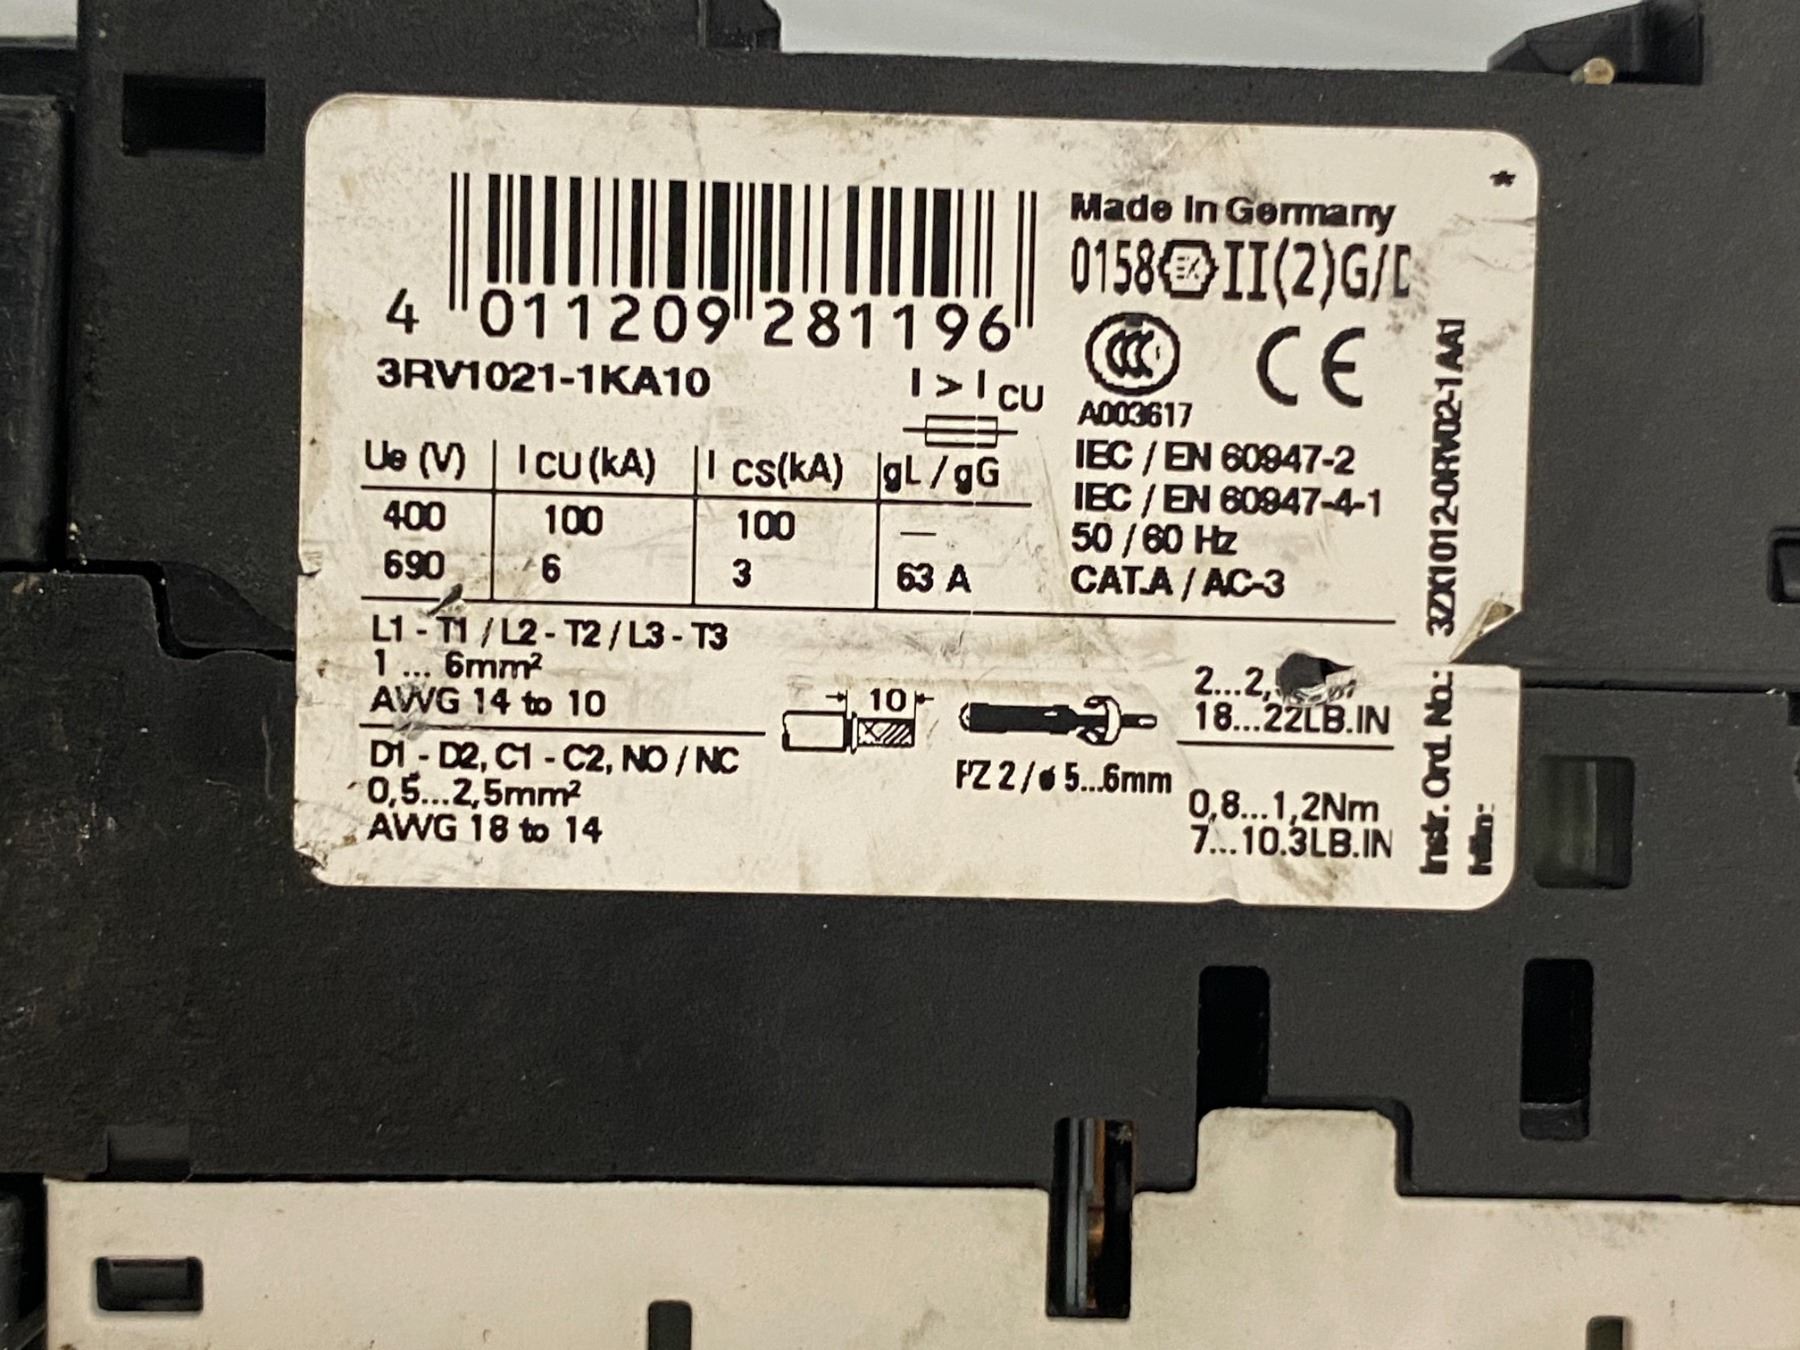 *
4 011209 281196
Made in Germany
0158 II(2)G/D
3RV1021-1KA10
I > I CU
CCC
CE
A003617
Ue (V) I CU (kA) I CS(kA) gL / gG
400 100 100 —
690 6 3 63 A
IEC / EN 60947-2
IEC / EN 60947-4-1
50 / 60 Hz
CAT.A / AC-3
L1 - T1 / L2 - T2 / L3 - T3
1 ... 6mm²
AWG 14 to 10
10
2...2,
18...22LB.IN
D1 - D2, C1 - C2, NO / NC
0,5...2,5mm²
AWG 18 to 14
PZ 2 / ø 5...6mm
0,8...1,2Nm
7...10.3LB.IN
Instr. Ord. No.: 3ZX1012-0RV02-1AA1